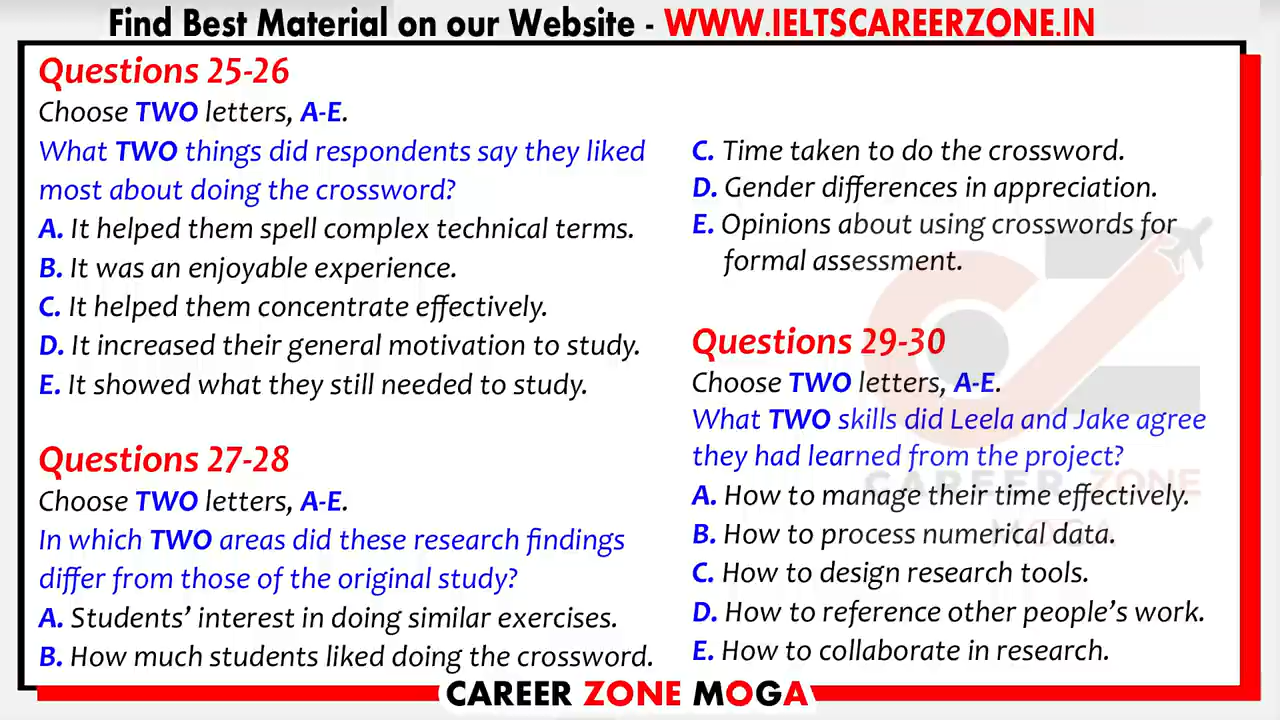 Find Best Material on our Website - WWW.IELTSCAREERZONE.IN
Questions 25-26
Choose TWO letters, A-E.
What TWO things did respondents say they liked
most about doing the crossword?
A. It helped them spell complex technical terms.
B. It was an enjoyable experience.
C. It helped them concentrate effectively.
D. It increased their general motivation to study.
E. It showed what they still needed to study.
Questions 27-28
Choose TWO letters, A-E.
In which TWO areas did these research findings
differ from those of the original study?
A. Students’ interest in doing similar exercises.
B. How much students liked doing the crossword.
C. Time taken to do the crossword.
D. Gender differences in appreciation.
E. Opinions about using crosswords for
formal assessment.
Questions 29-30
Choose TWO letters, A-E.
What TWO skills did Leela and Jake agree
they had learned from the project?
A. How to manage their time effectively.
B. How to process numerical data.
C. How to design research tools.
D. How to reference other people’s work.
E. How to collaborate in research.
CAREER ZONE
MOGA
CAREER ZONE MOGA